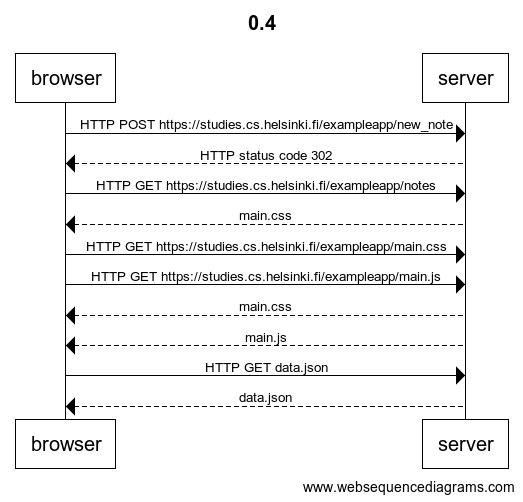 0.4
browser
server
HTTP POST https://studies.cs.helsinki.fi/exampleapp/new_note
HTTP status code 302
HTTP GET https://studies.cs.helsinki.fi/exampleapp/notes
main.css
HTTP GET https://studies.cs.helsinki.fi/exampleapp/main.css
HTTP GET https://studies.cs.helsinki.fi/exampleapp/main.js
main.css
main.js
HTTP GET data.json
data.json
browser
server
www.websequencediagrams.com